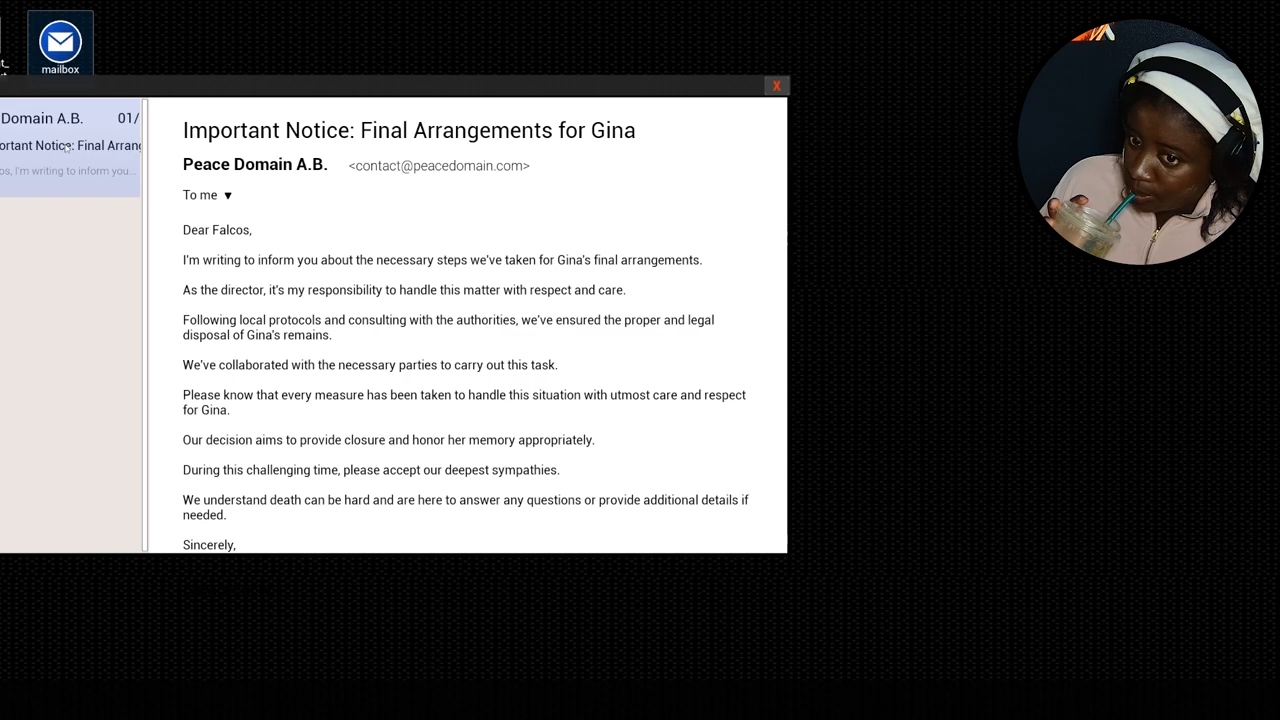 mailbox
X
Domain A.B. 01/
ortant Notice: Final Arrang
os, I'm writing to inform you...
Important Notice: Final Arrangements for Gina
Peace Domain A.B. <contact@peacedomain.com>
To me ▼
Dear Falcos,
I'm writing to inform you about the necessary steps we've taken for Gina's final arrangements.
As the director, it's my responsibility to handle this matter with respect and care.
Following local protocols and consulting with the authorities, we've ensured the proper and legal
disposal of Gina's remains.
We've collaborated with the necessary parties to carry out this task.
Please know that every measure has been taken to handle this situation with utmost care and respect
for Gina.
Our decision aims to provide closure and honor her memory appropriately.
During this challenging time, please accept our deepest sympathies.
We understand death can be hard and are here to answer any questions or provide additional details if
needed.
Sincerely,